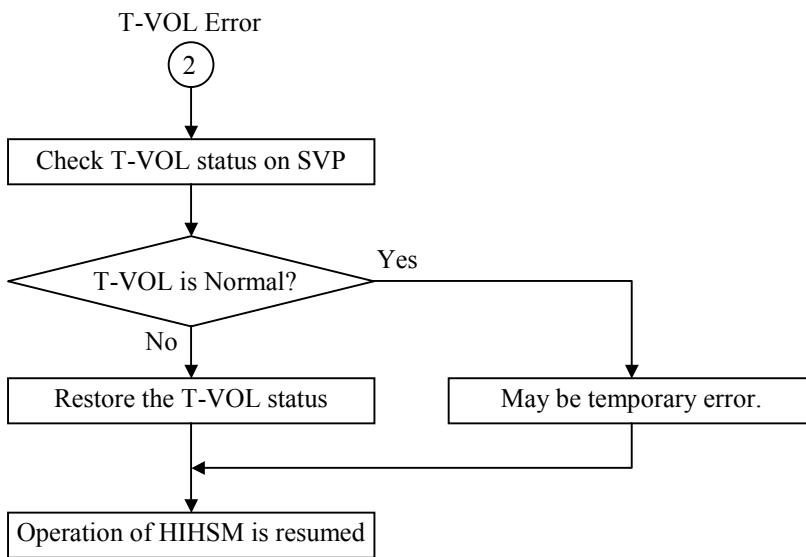 T-VOL Error
2
Check T-VOL status on SVP
T-VOL is Normal?
Yes
No
Restore the T-VOL status
May be temporary error.
Operation of HIHSM is resumed